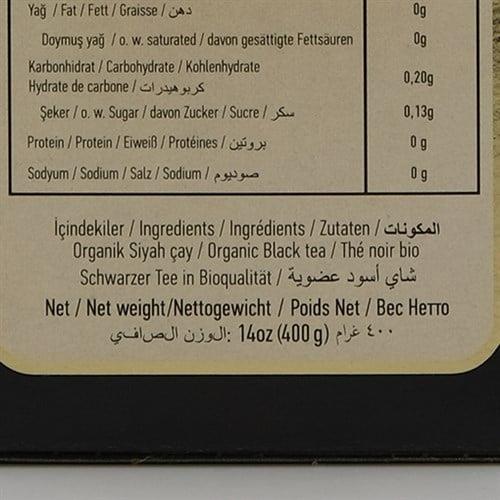 Yağ / Fat / Fett / Graisse / دهن 0g
Doymuş yağ / o. w. saturated / davon gesättigte Fettsäuren 0g
Karbonhidrat / Carbohydrate / Kohlenhydrate
Hydrate de carbone / كربوهيدرات 0,20g
Şeker / o. w. Sugar / davon Zucker / Sucre / سكر 0,13g
Protein / Protein / Eiweiß / Protéines / بروتين 0 g
Sodyum / Sodium / Salz / Sodium / صوديوم 0 g
İçindekiler / Ingredients / Ingrédients / Zutaten / المكونات
Organik Siyah çay / Organic Black tea / Thé noir bio
Schwarzer Tee in Bioqualität / شاي أسود عضوية
Net / Net weight/Nettogewicht / Poids Net / Вес Нетто
الوزن الصافي: 14oz (400 g) ٤٠٠ غرام